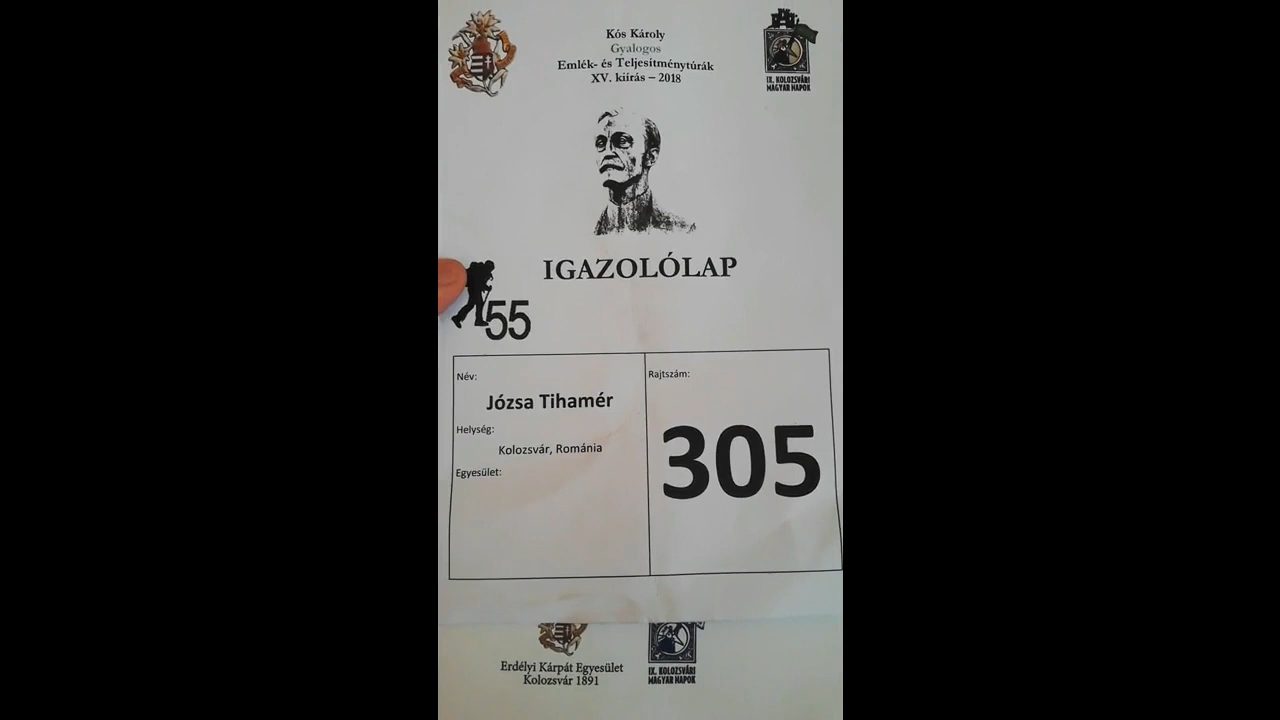 Kós Károly
Gyalogos
Emlék- és Teljesítménytúrák
XV. kiírás – 2018
IX. KOLOZSVÁRI
MAGYAR NAPOK
IGAZOLÓLAP
55
Név:
Józsa Tihamér
Helység:
Kolozsvár, Románia
Egyesület:
Rajtszám:
305
Erdélyi Kárpát Egyesület
Kolozsvár 1891
IX. KOLOZSVÁRI
MAGYAR NAPOK